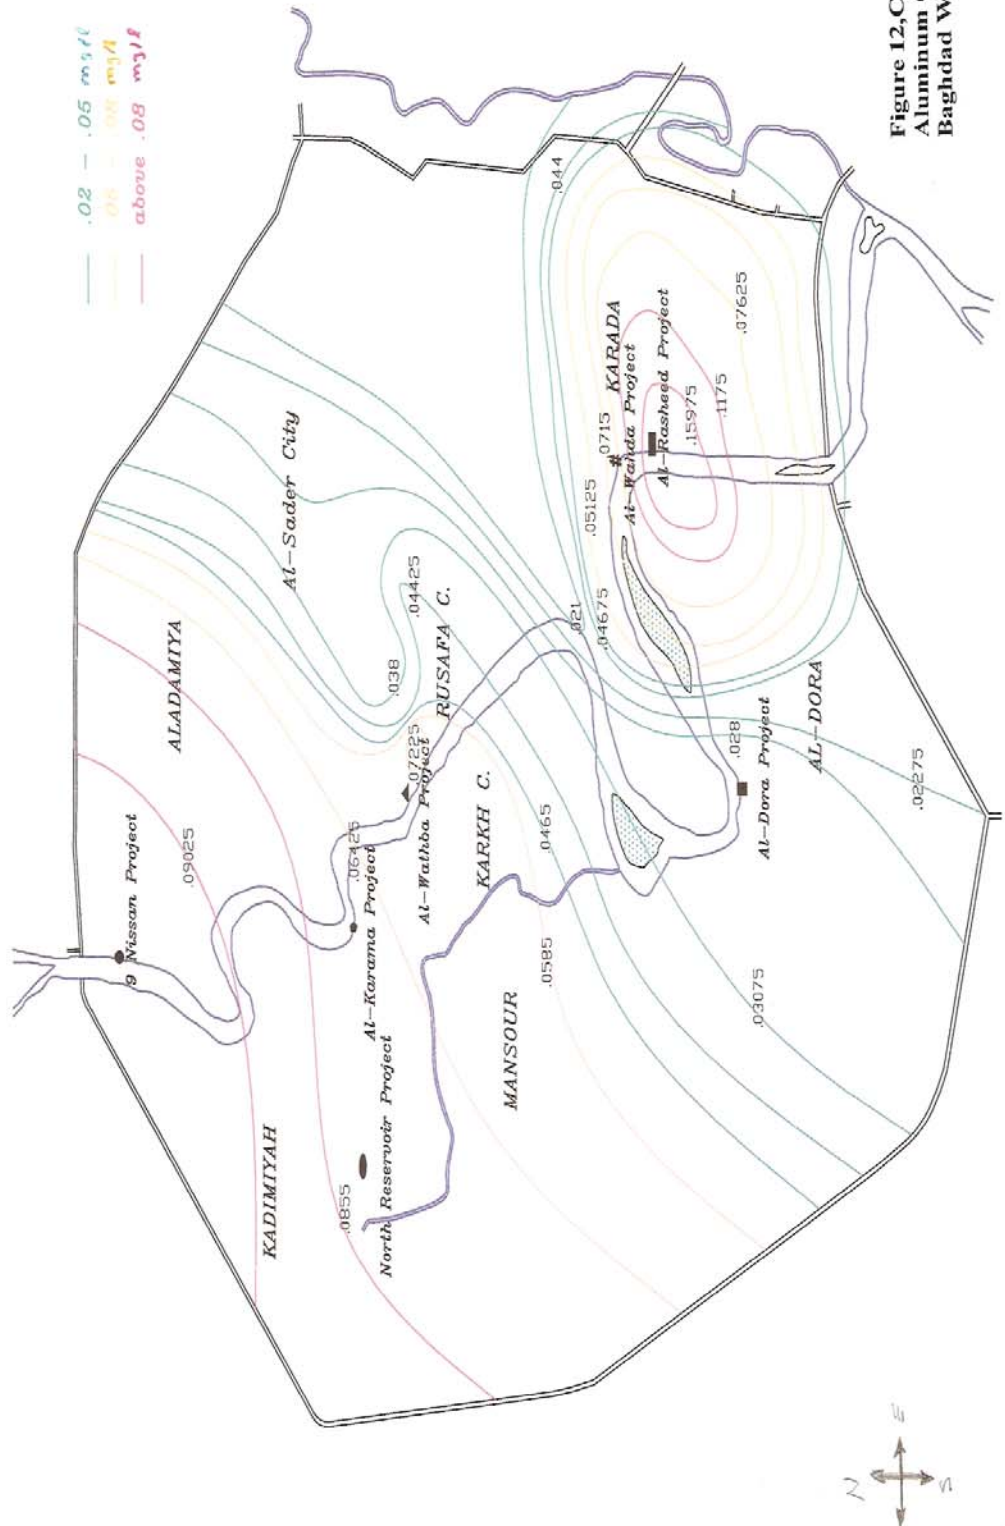 .02 - .05 mg/l
above .08 mg/l
Figure 12,C
Aluminum
Baghdad W
.044
KARADA
.07625
Al-Wahda Project
Al-Rasheed Project
.0715
.1175
.15975
.05125
Al-Sader City
.04425
RUSAFA C.
.021
.04675
.038
ALADAMIYA
AL-DORA
.028
Al-Dora Project
.02275
.07225
Al-Wathba Project
KARKH C.
.0465
.09025
9 Nissan Project
.06425
Al-Karama Project
.0585
.03075
MANSOUR
KADIMIYAH
.0855
North Reservoir Project
N
E
S